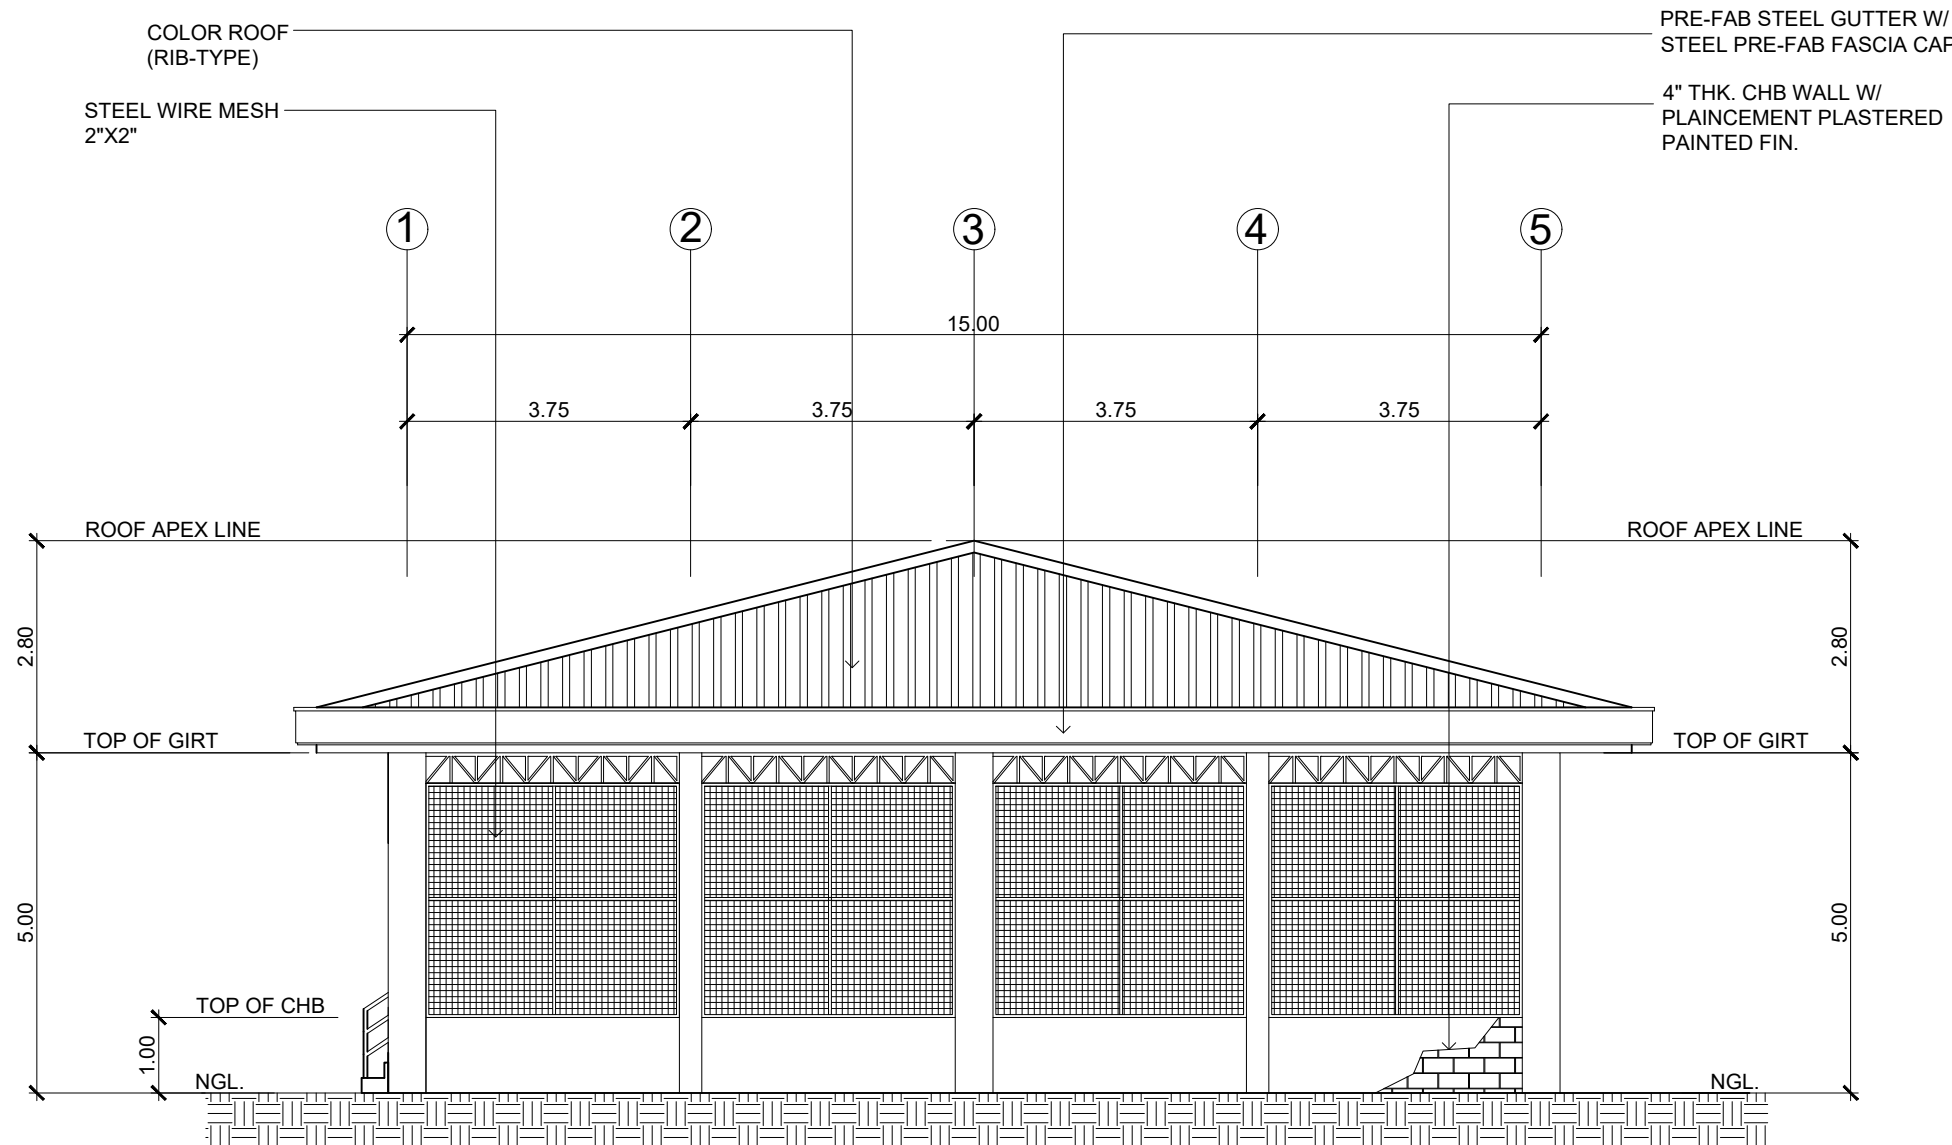 COLOR ROOF
(RIB-TYPE)
PRE-FAB STEEL GUTTER W/
STEEL PRE-FAB FASCIA CAP
STEEL WIRE MESH
2"X2"
4" THK. CHB WALL W/
PLAINCEMENT PLASTERED
PAINTED FIN.
1
2
3
4
5
15.00
3.75
3.75
3.75
3.75
ROOF APEX LINE
ROOF APEX LINE
2.80
2.80
TOP OF GIRT
TOP OF GIRT
5.00
5.00
TOP OF CHB
1.00
NGL.
NGL.